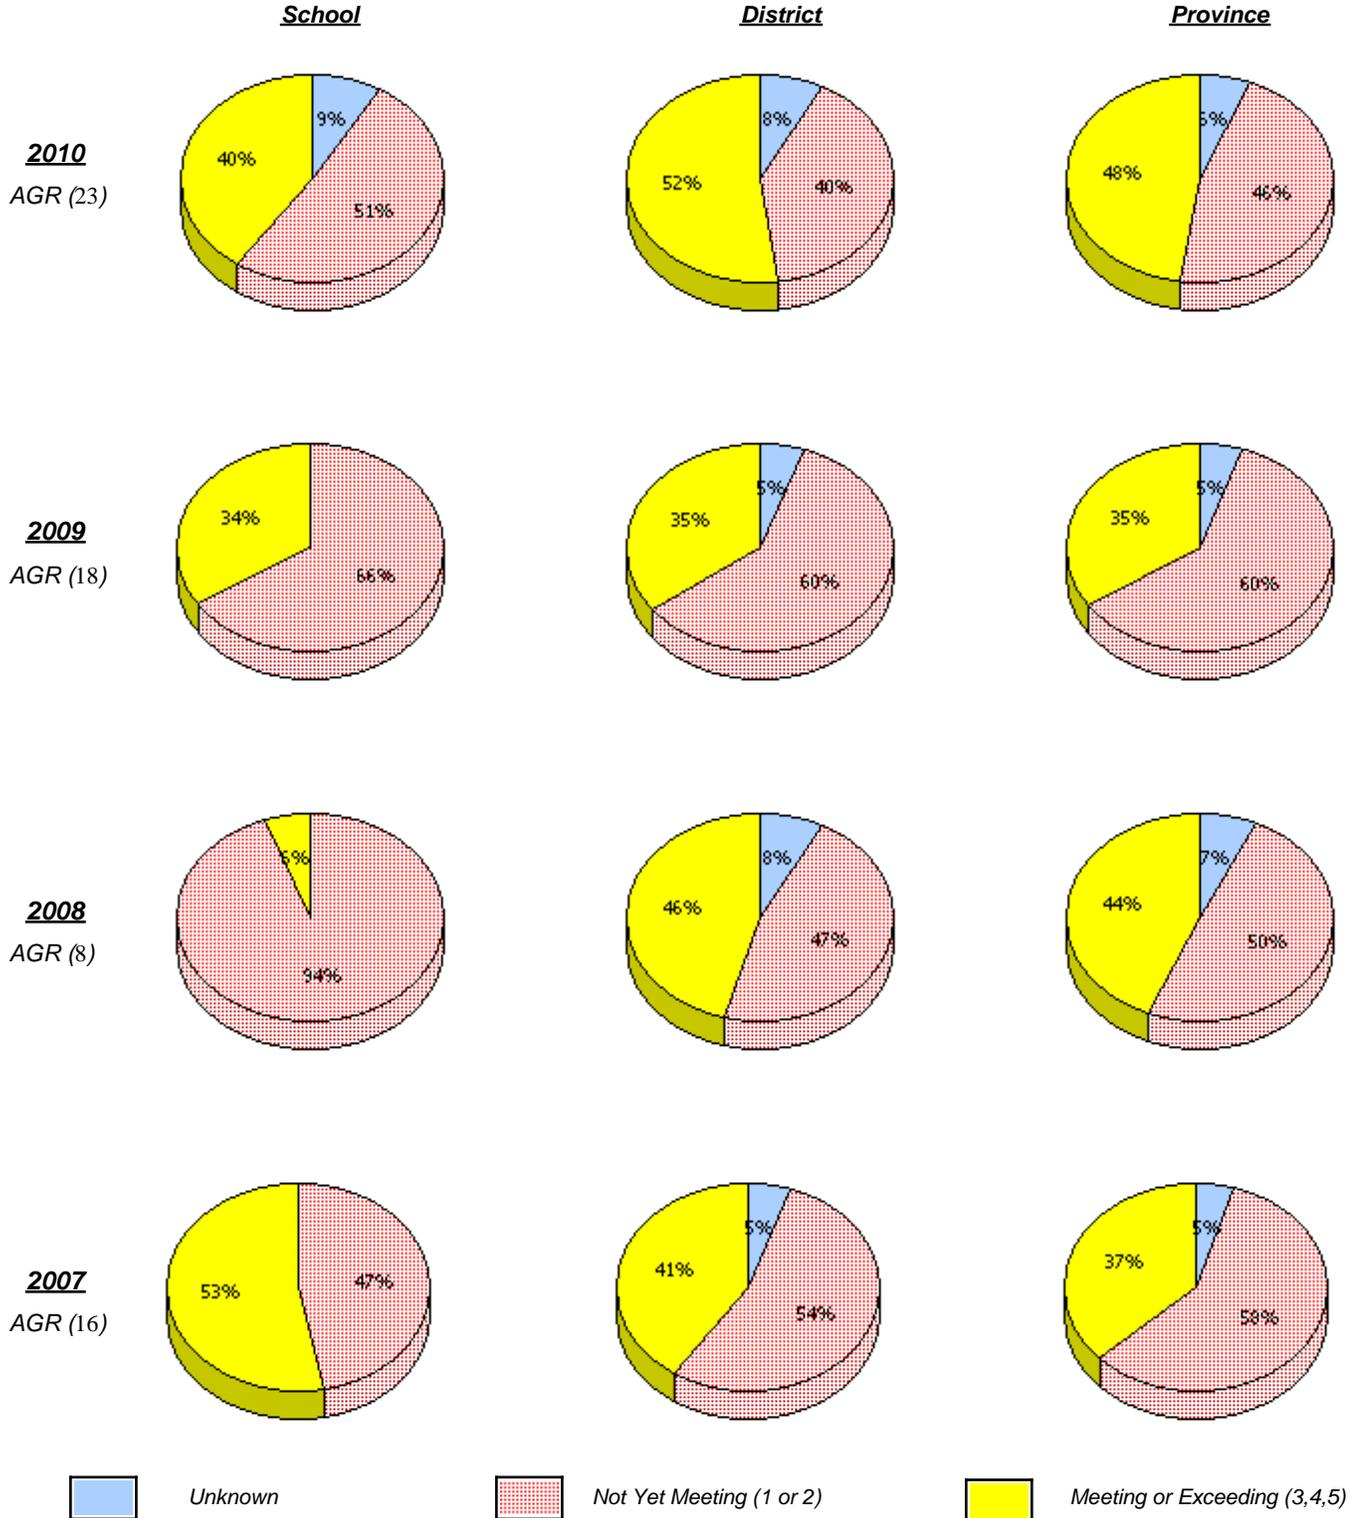 School District Province
2010
AGR (23)
9% 40% 51%
8% 52% 40%
48% 46%
2009
AGR (18)
34% 66%
5% 35% 60%
5% 35% 60%
2008
AGR (8)
6% 94%
8% 46% 47%
7% 44% 50%
2007
AGR (16)
53% 47%
5% 41% 54%
5% 37% 58%
Unknown Not Yet Meeting (1 or 2) Meeting or Exceeding (3,4,5)